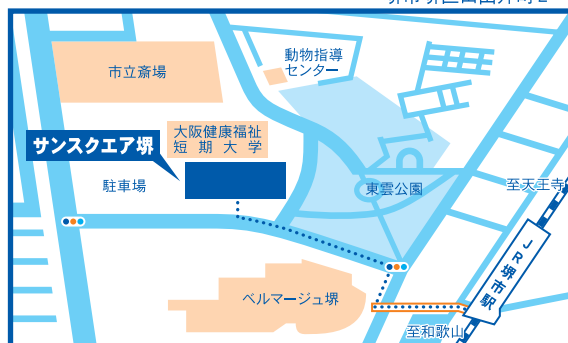 市立斎場
動物指導
センター
大阪健康福祉
短期大学
サンスクエア堺
駐車場
東雲公園
至天王寺
JR堺市駅
ベルマージュ堺
至和歌山